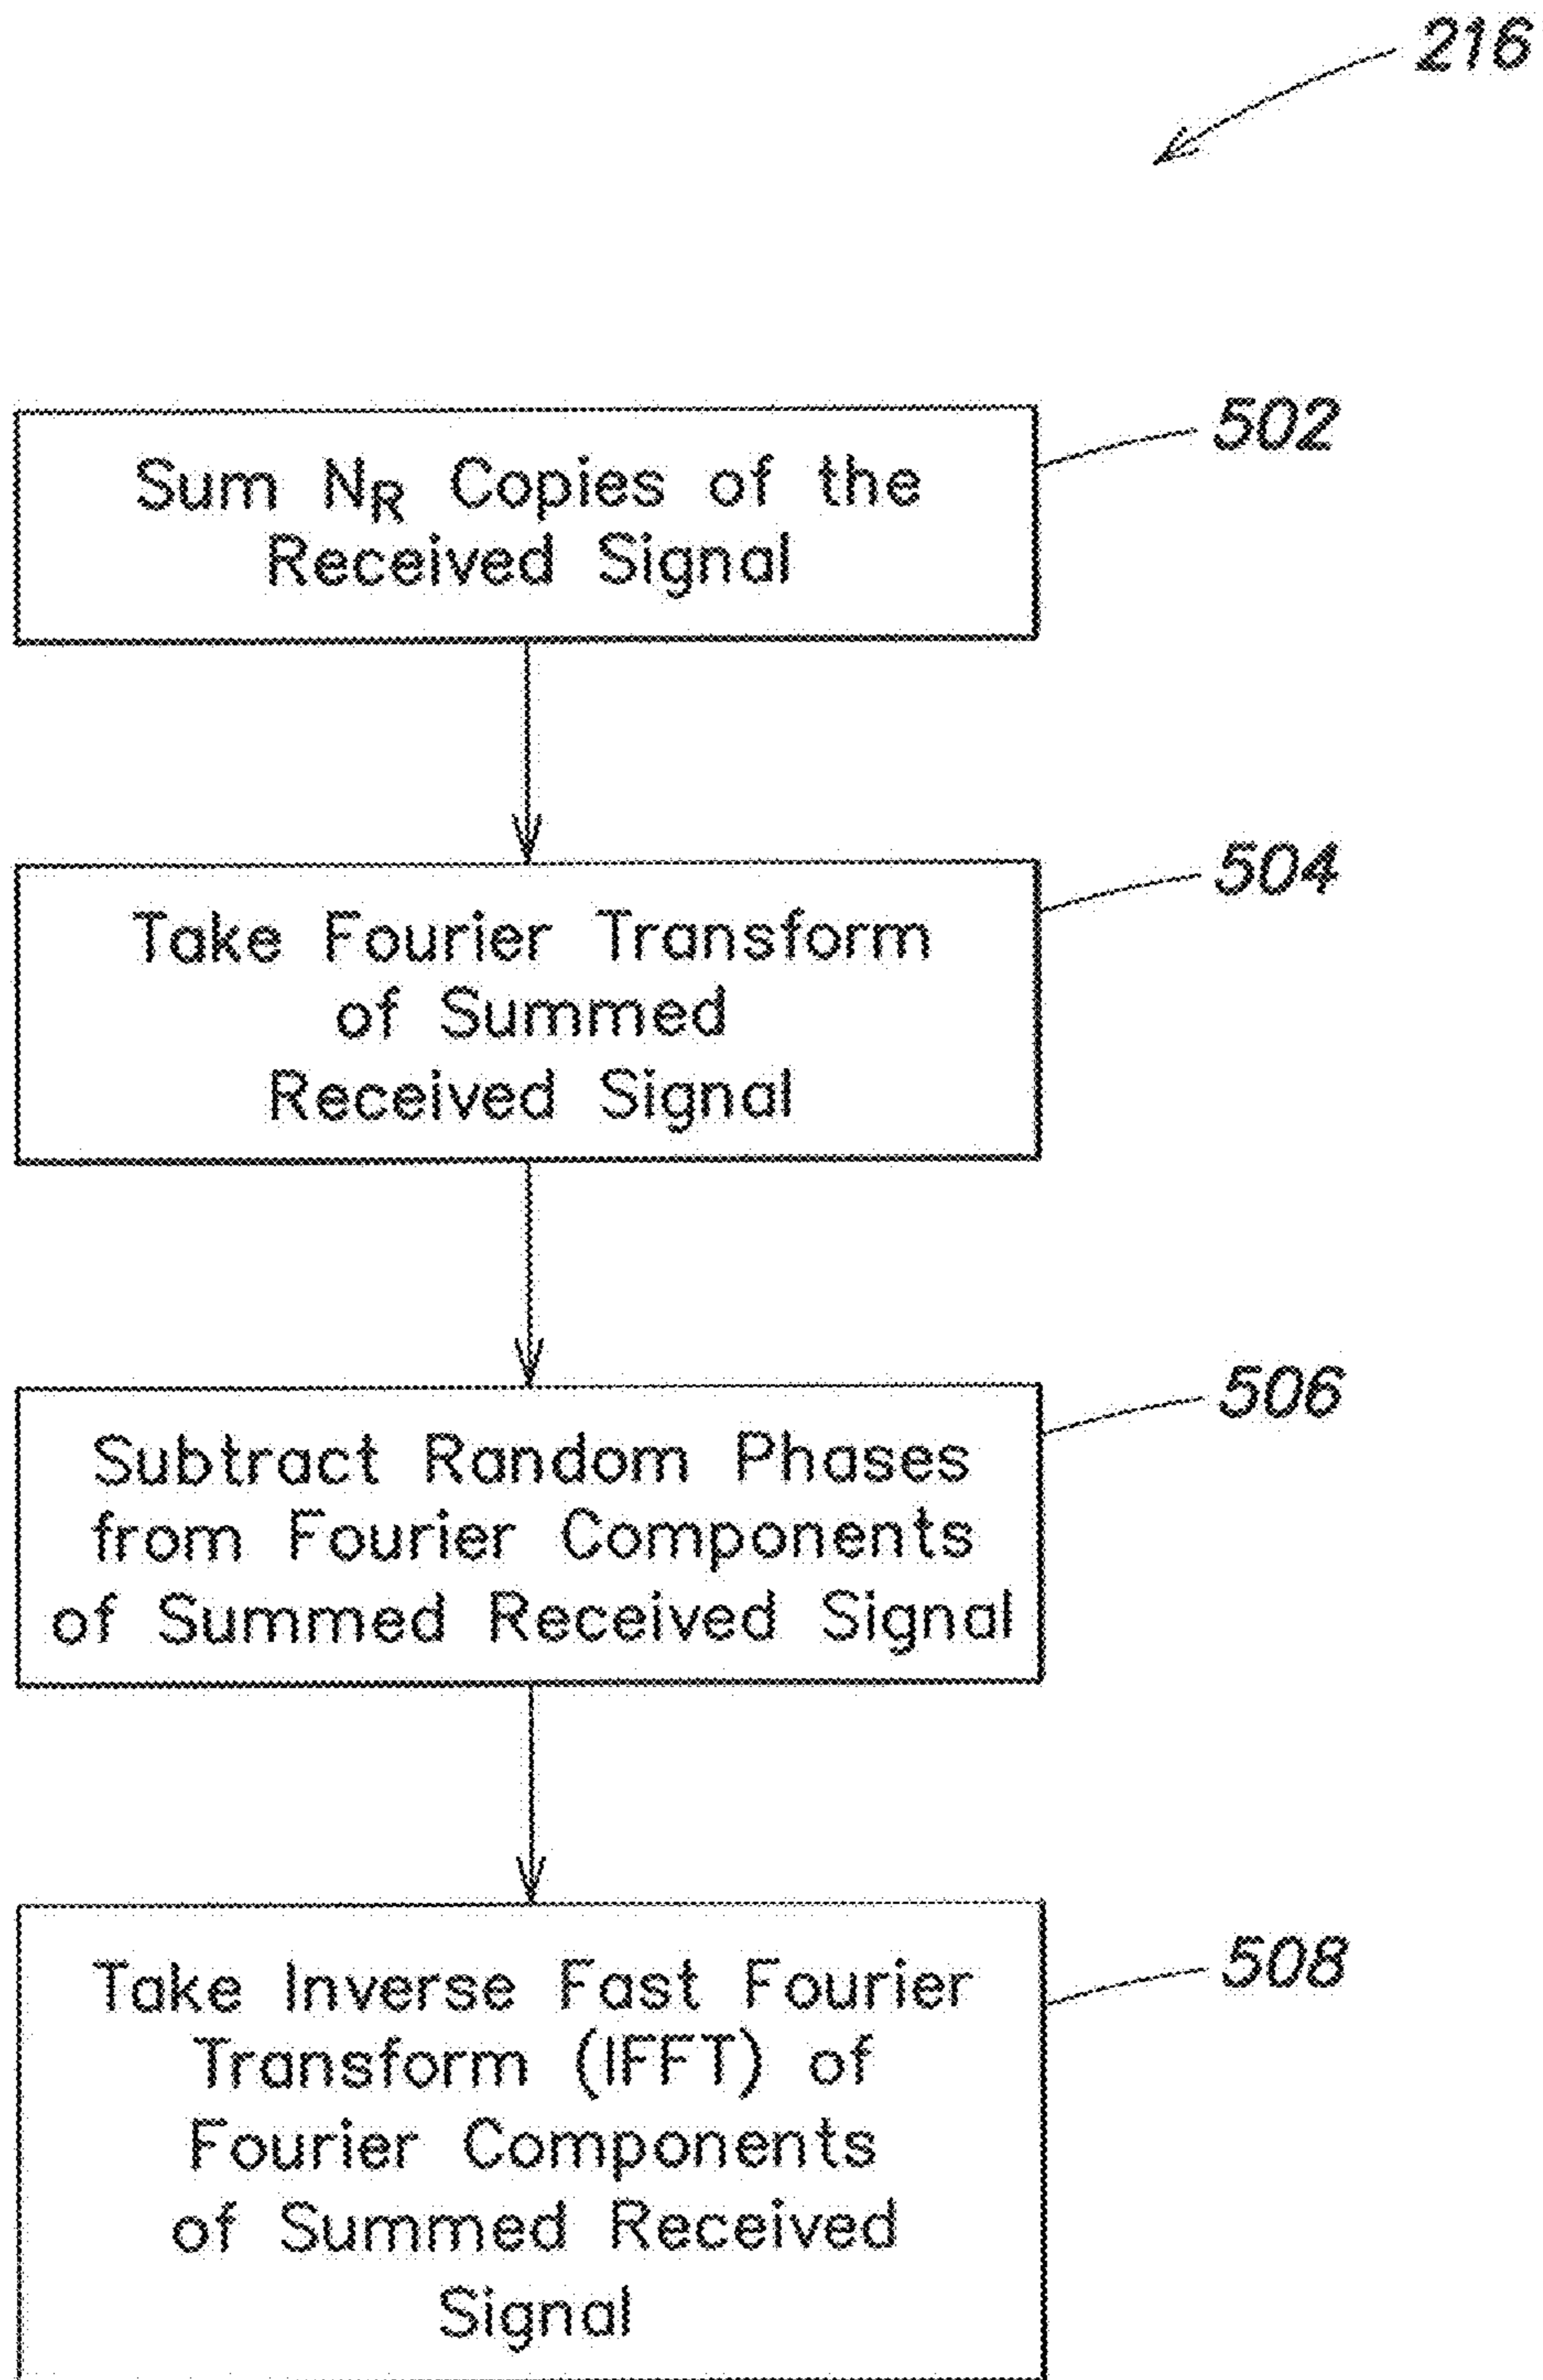 216
502
Sum NR Copies of the
Received Signal
504
Take Fourier Transform
of Summed
Received Signal
506
Subtract Random Phases
from Fourier Components
of Summed Received Signal
508
Take Inverse Fast Fourier
Transform (IFFT) of
Fourier Components
of Summed Received
Signal